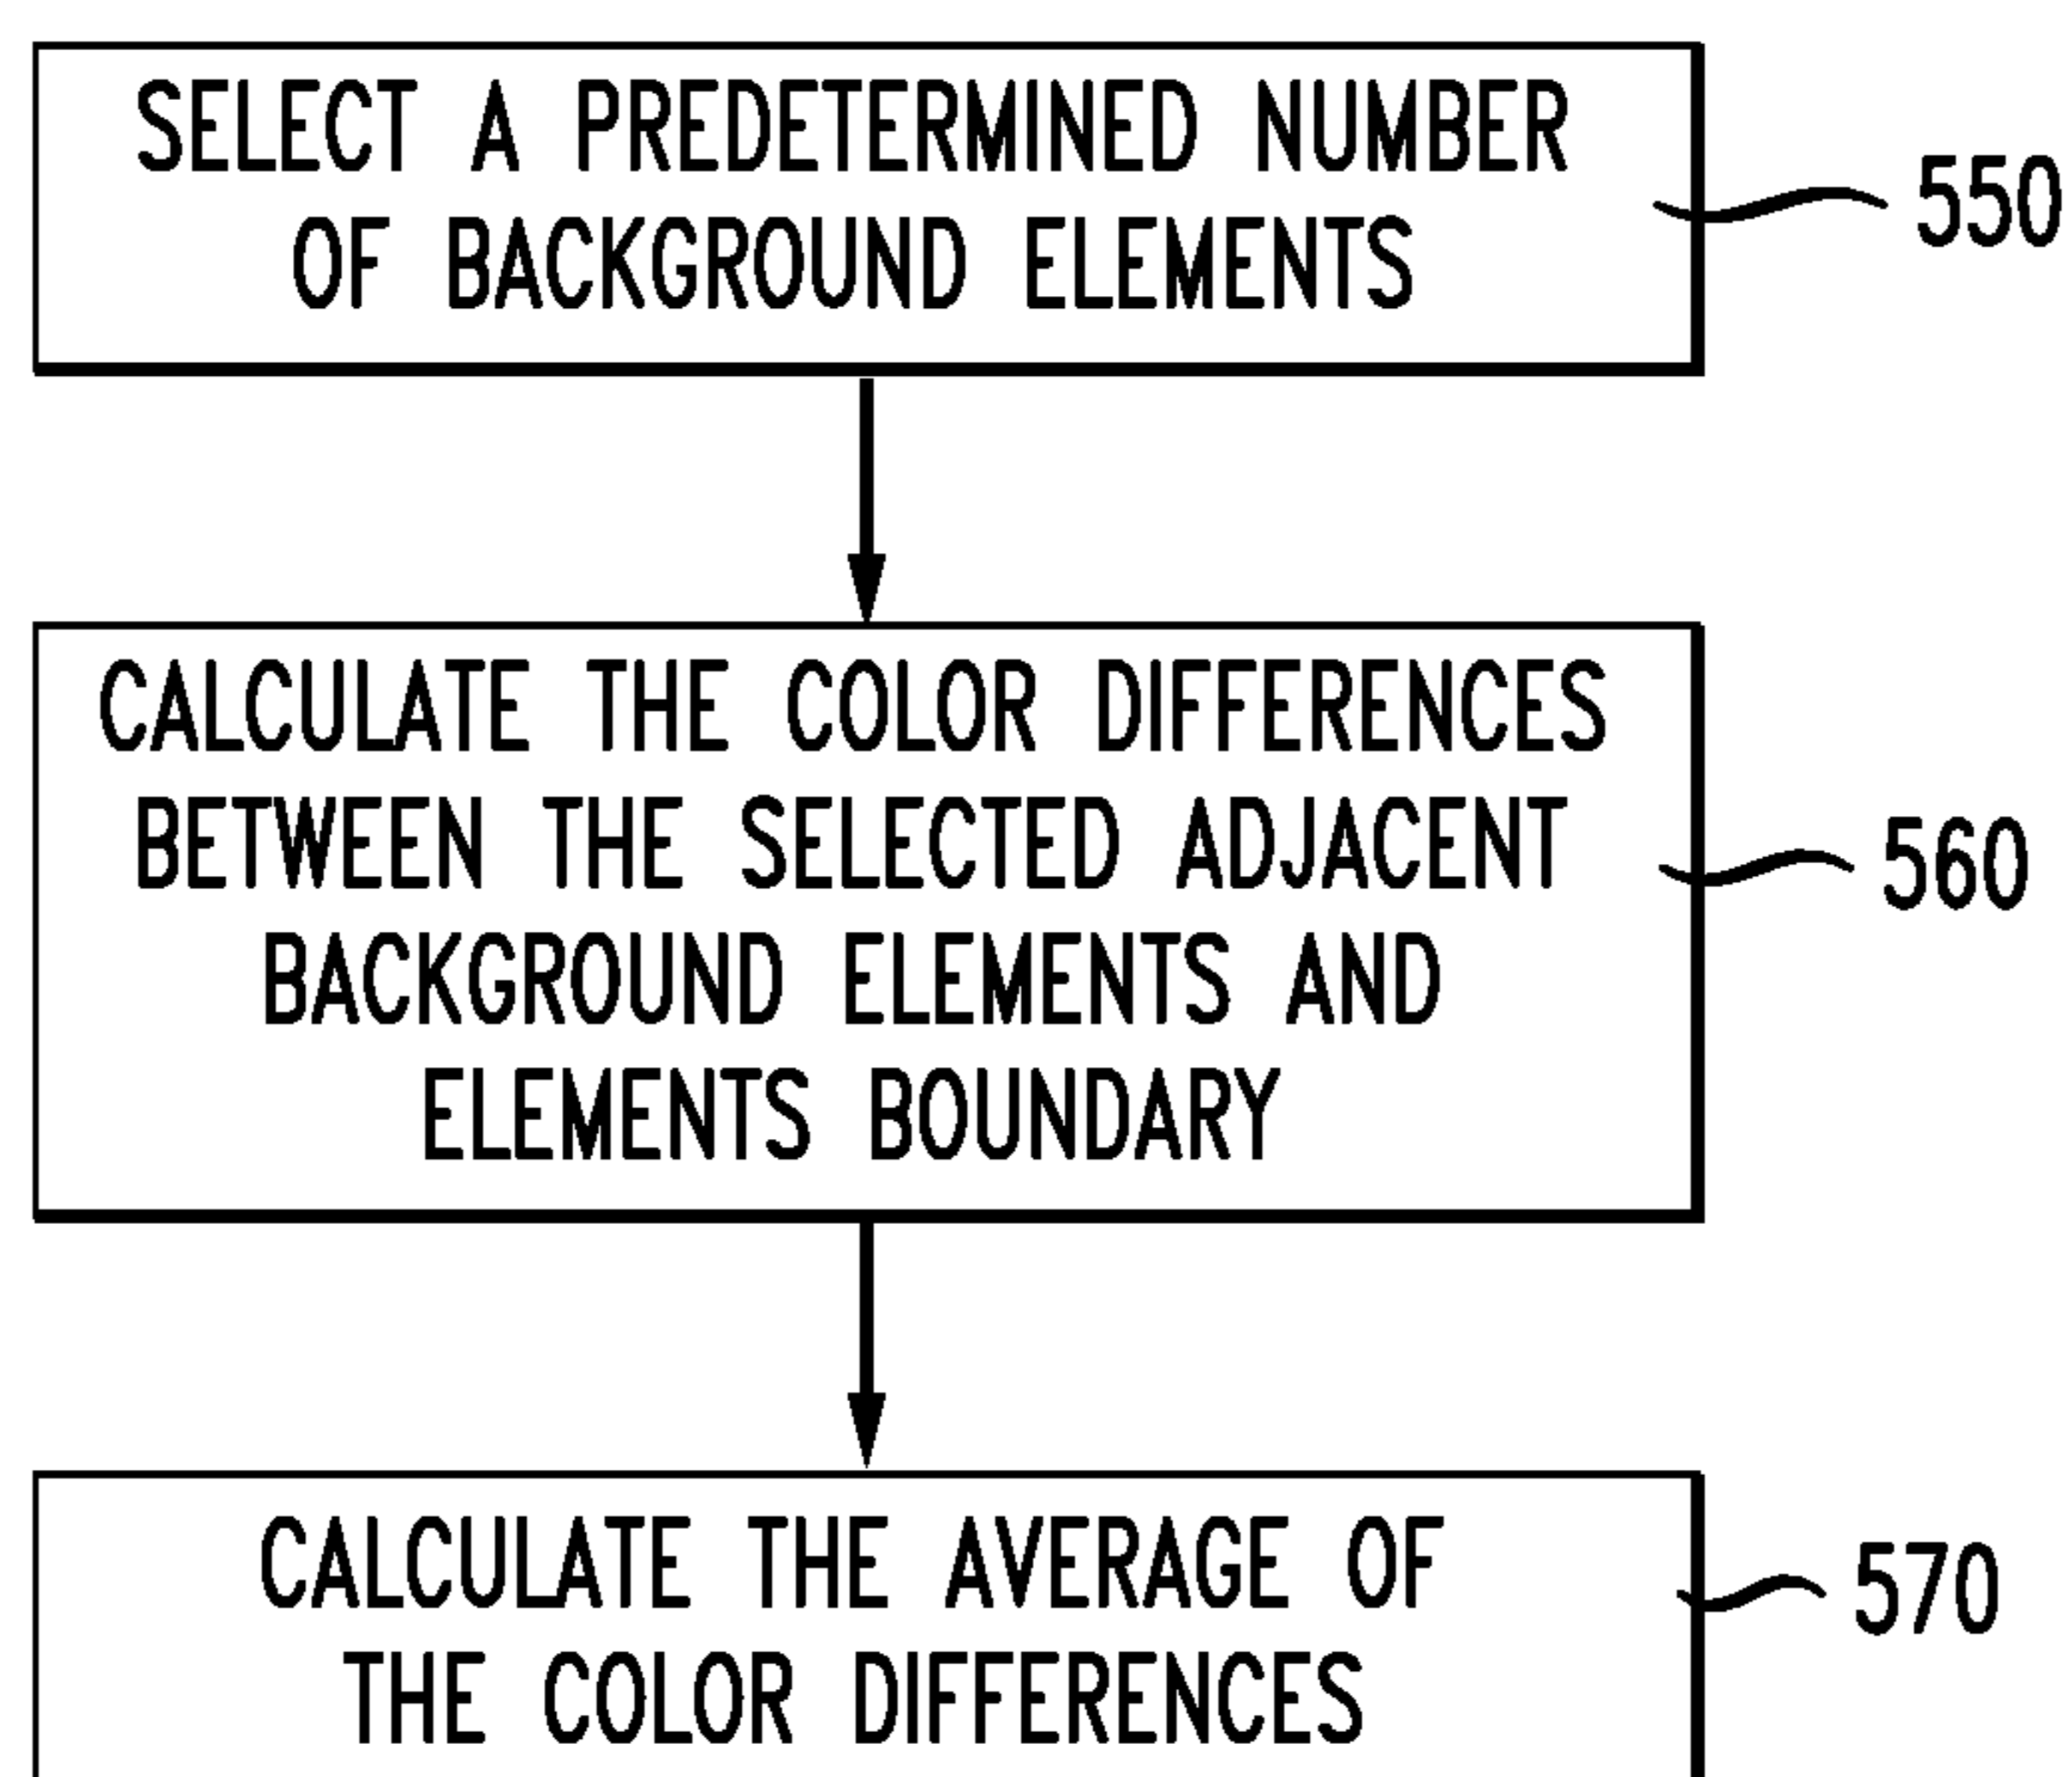 SELECT A PREDETERMINED NUMBER
OF BACKGROUND ELEMENTS
550
CALCULATE THE COLOR DIFFERENCES
BETWEEN THE SELECTED ADJACENT
BACKGROUND ELEMENTS AND
ELEMENTS BOUNDARY
560
CALCULATE THE AVERAGE OF
THE COLOR DIFFERENCES
570